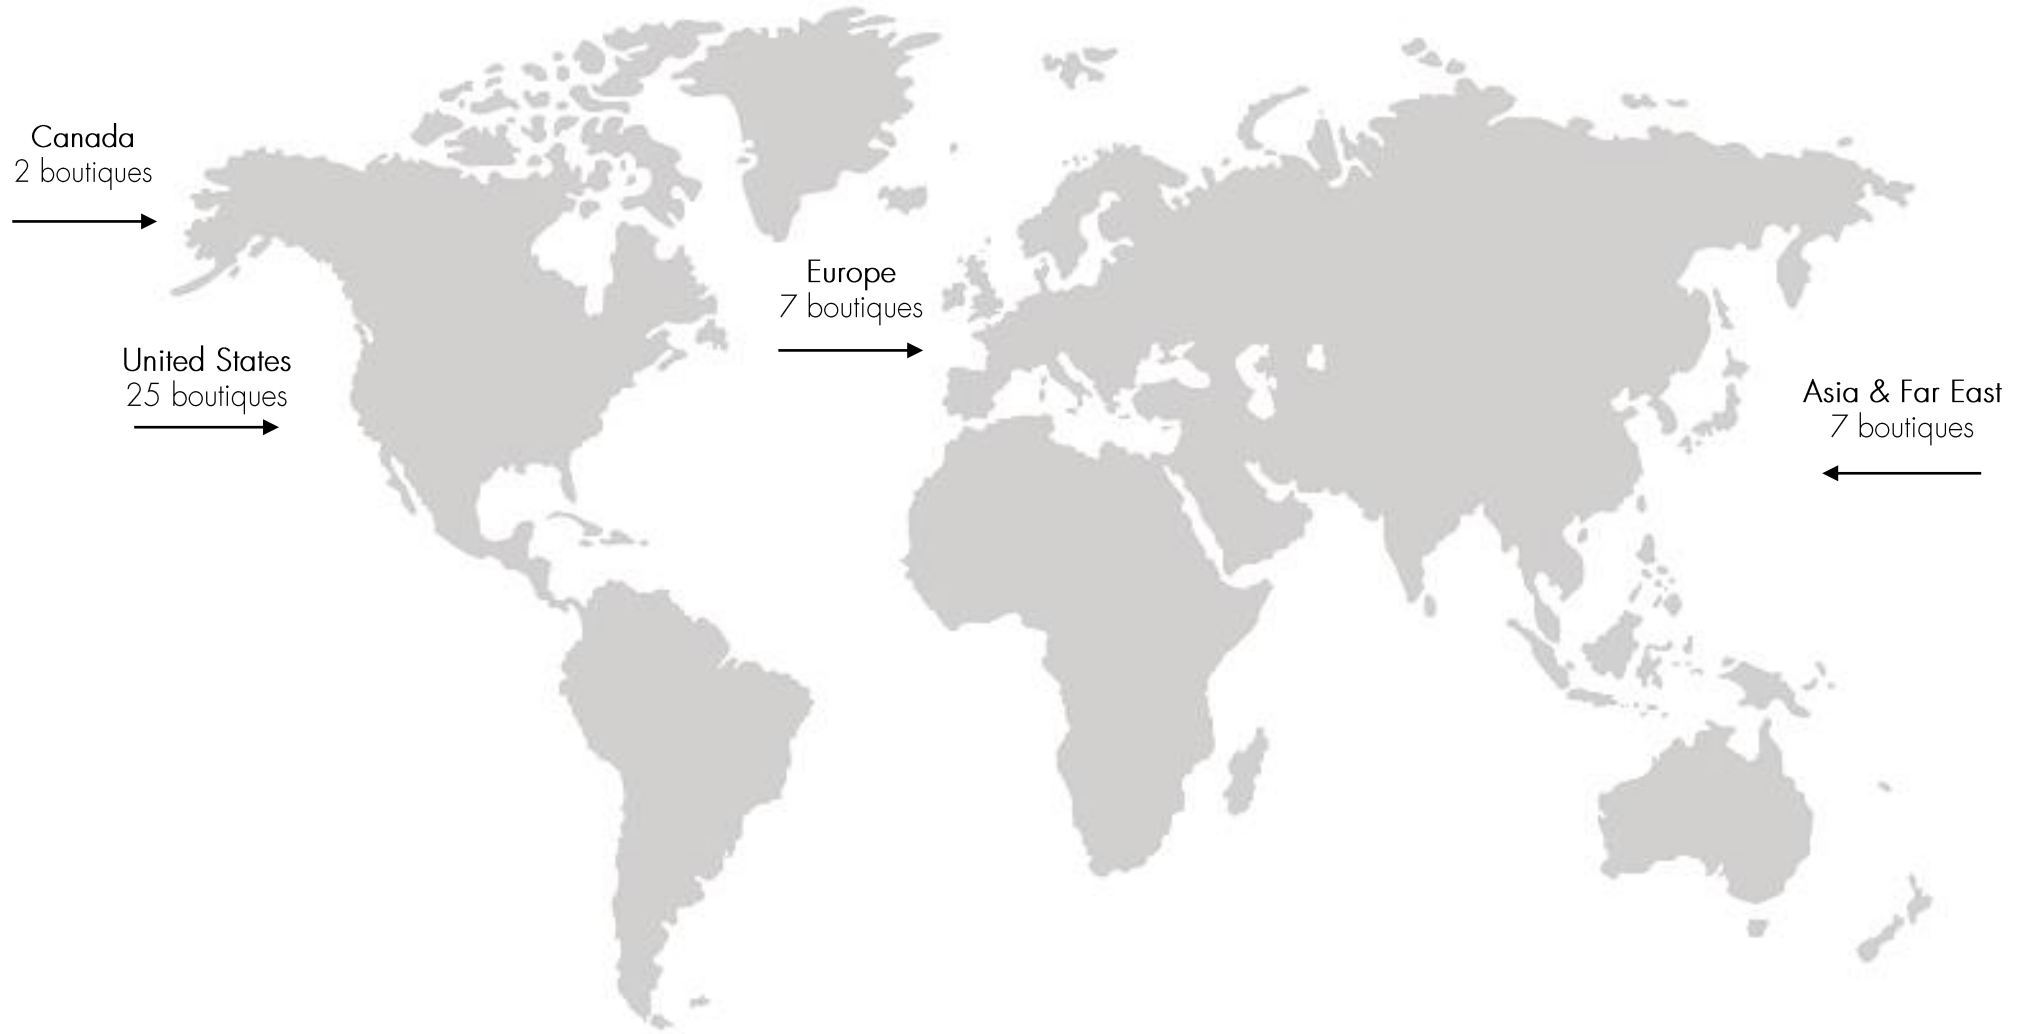 Canada
2 boutiques
United States
25 boutiques
Europe
7 boutiques
Asia & Far East
7 boutiques